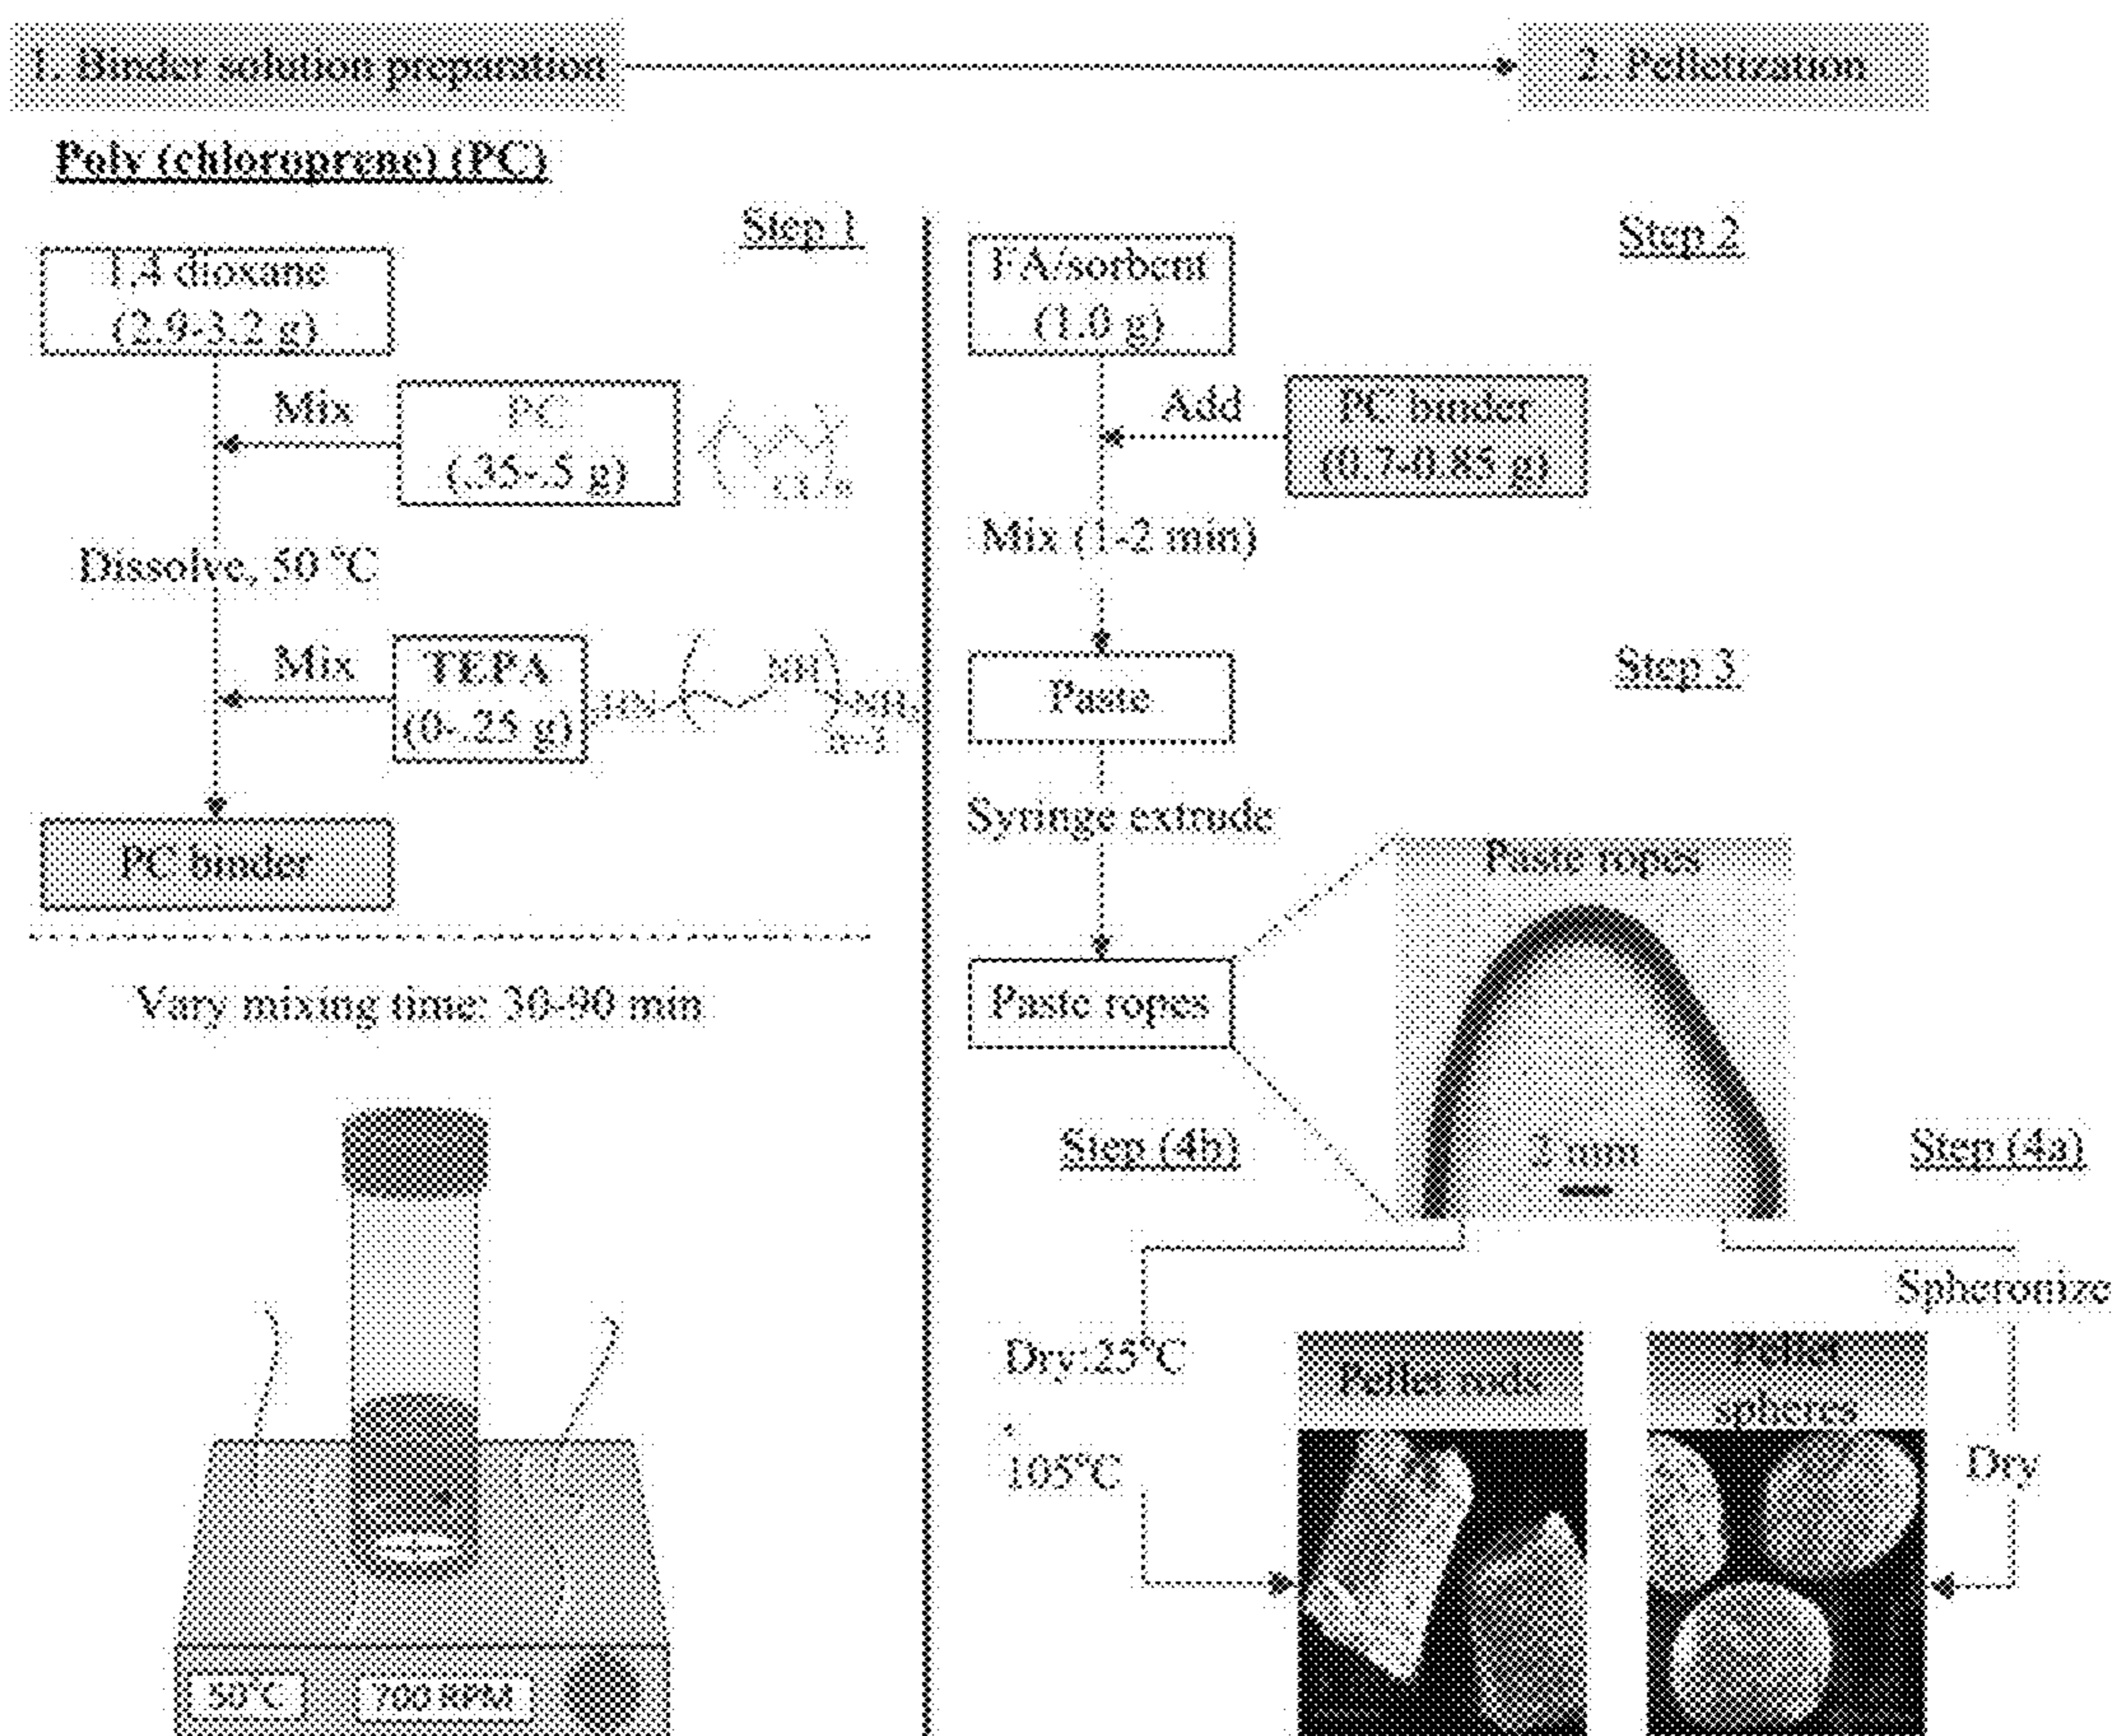 1. Binder solution preparation
2. Pelletization
Poly (chloroprene) (PC)
Step 1
1,4 dioxane
(2.9-3.2 g)
Mix
PC
(.35-.5 g)
Dissolve, 50 °C
Mix
TEPA
(0-.25 g)
NH
PC binder
Vary mixing time: 30-90 min
50°C
700 RPM
Step 2
FA/sorbent
(1.0 g)
Add
PC binder
(0.7-0.85 g)
Mix (1-2 min)
Paste
Step 3
Syringe extrude
Paste ropes
Paste ropes
2 mm
Step (4b)
Step (4a)
Spheronize
Dry:25°C
105°C
Pellet rods
Pellet
spheres
Dry